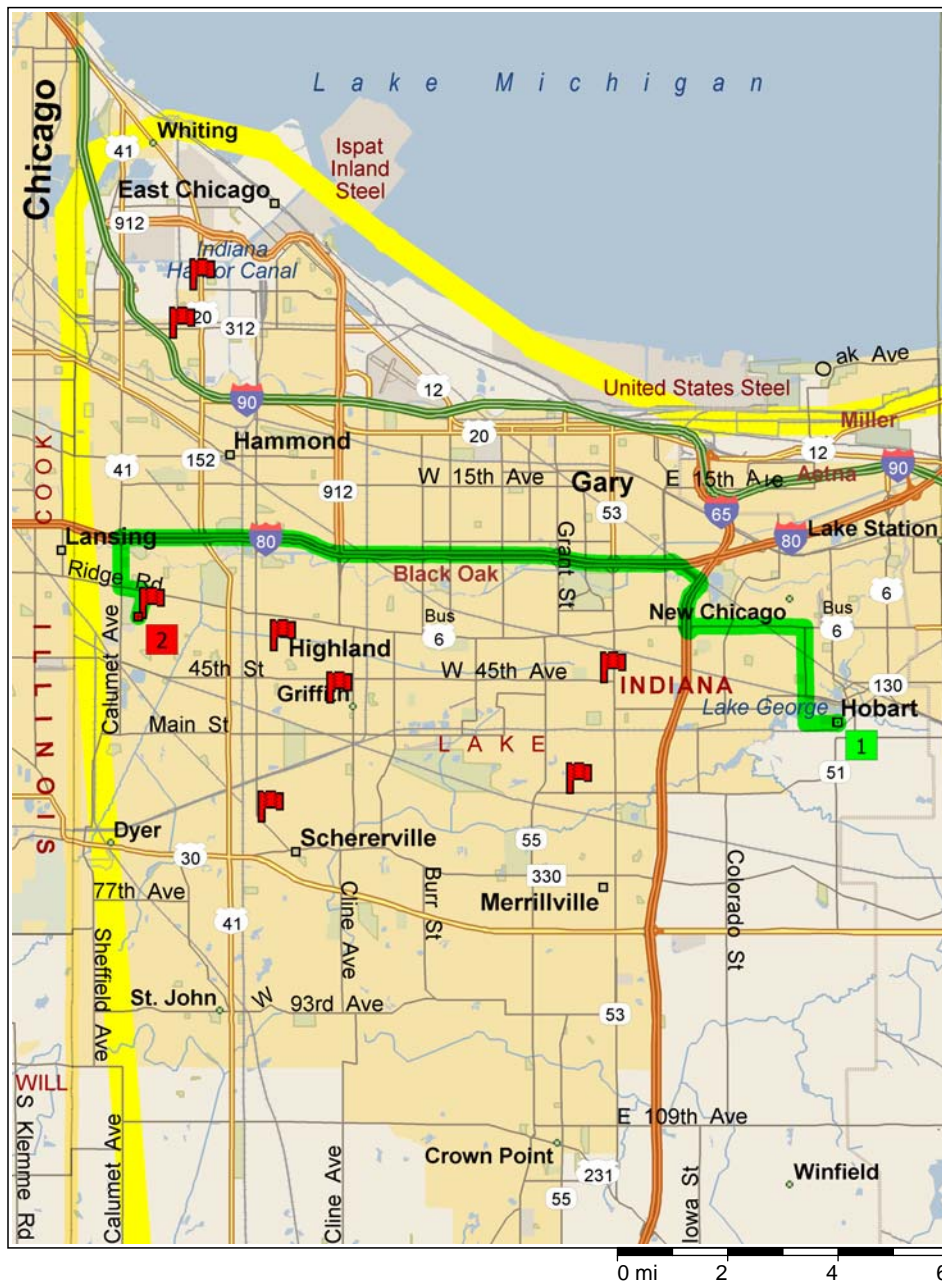 Lake Michigan
Chicago
Whiting
41
Ispat
Inland
Steel
East Chicago
912
Indiana
Harbor Canal
20
312
Oak Ave
United States Steel
12
90
Miller
20
12
Hammond
41
152
W 15th Ave
Gary
E 15th Ave
Aetna
90
912
53
65
COOK
Lansing
80
Grant St
80
Lake Station
Black Oak
Ridge Rd
6
New Chicago
Bus
6
Bus
6
2
Highland
Calumet Ave
45th St
W 45th Ave
INDIANA
Griffith
130
Lake George
Hobart
Main St
LAKE
1
51
ILLINOIS
Dyer
30
Schererville
55
330
77th Ave
Merrillville
Cline Ave
Burr St
Colorado St
41
Sheffield Ave
St. John
W 93rd Ave
53
WILL
S Klemme Rd
E 109th Ave
Crown Point
231
55
Winfield
Calumet Ave
Cline Ave
Iowa St
0 mi 2 4 6